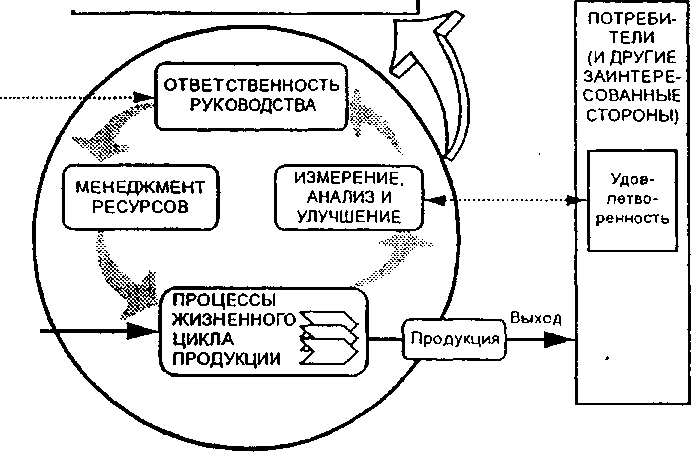 ПОТРЕБИ-
ТЕЛИ
(И ДРУГИЕ
ЗАИНТЕРЕ-
СОВАННЫЕ
СТОРОНЫ)
ОТВЕТСТВЕННОСТЬ
РУКОВОДСТВА
МЕНЕДЖМЕНТ
РЕСУРСОВ
ИЗМЕРЕНИЕ,
АНАЛИЗ И
УЛУЧШЕНИЕ
Удов-
летво-
ренность
ПРОЦЕССЫ
ЖИЗНЕННОГО
ЦИКЛА
ПРОДУКЦИИ
Продукция
Выход